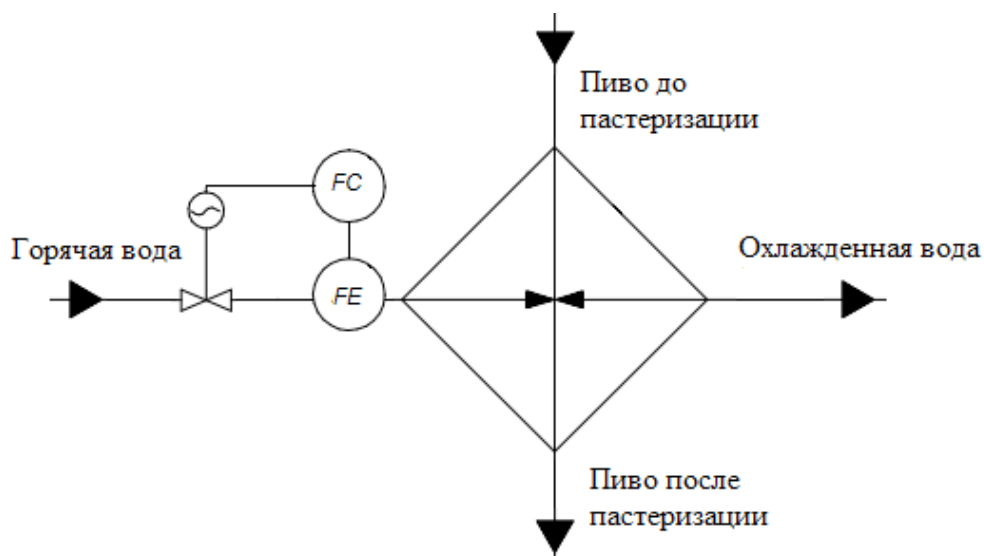 Пиво до
пастеризации
FC
Горячая вода
Охлажденная вода
FE
Пиво после
пастеризации